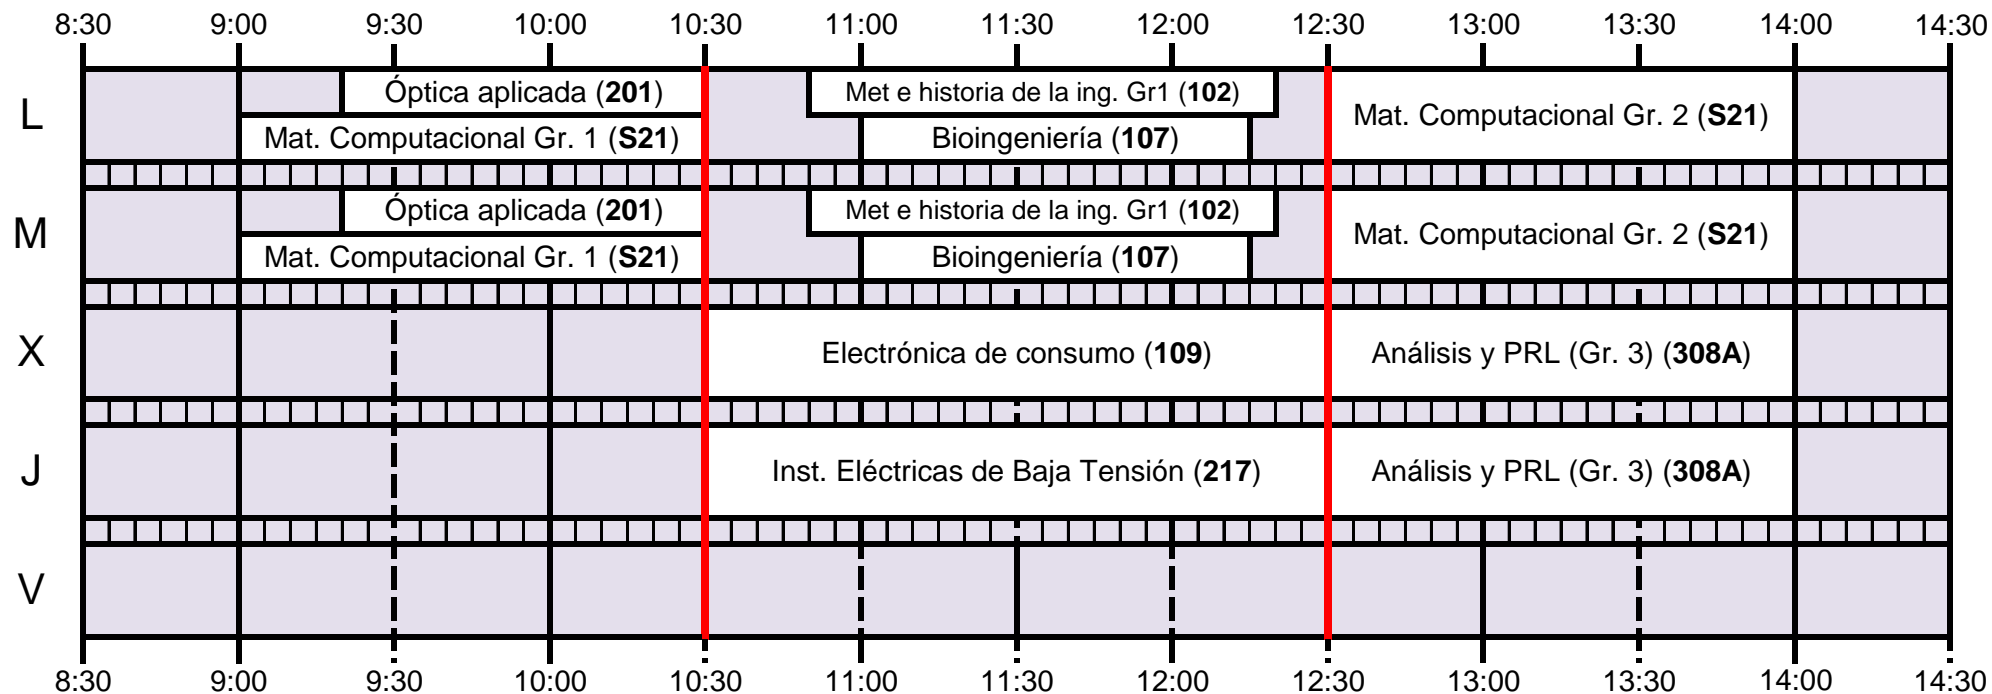 8:30 9:00 9:30 10:00 10:30 11:00 11:30 12:00 12:30 13:00 13:30 14:00 14:30
L
Óptica aplicada (201)
Mat. Computacional Gr. 1 (S21)
Met e historia de la ing. Gr1 (102)
Bioingeniería (107)
Mat. Computacional Gr. 2 (S21)
M
Óptica aplicada (201)
Mat. Computacional Gr. 1 (S21)
Met e historia de la ing. Gr1 (102)
Bioingeniería (107)
Mat. Computacional Gr. 2 (S21)
X
Electrónica de consumo (109)
Análisis y PRL (Gr. 3) (308A)
J
Inst. Eléctricas de Baja Tensión (217)
Análisis y PRL (Gr. 3) (308A)
V
8:30 9:00 9:30 10:00 10:30 11:00 11:30 12:00 12:30 13:00 13:30 14:00 14:30